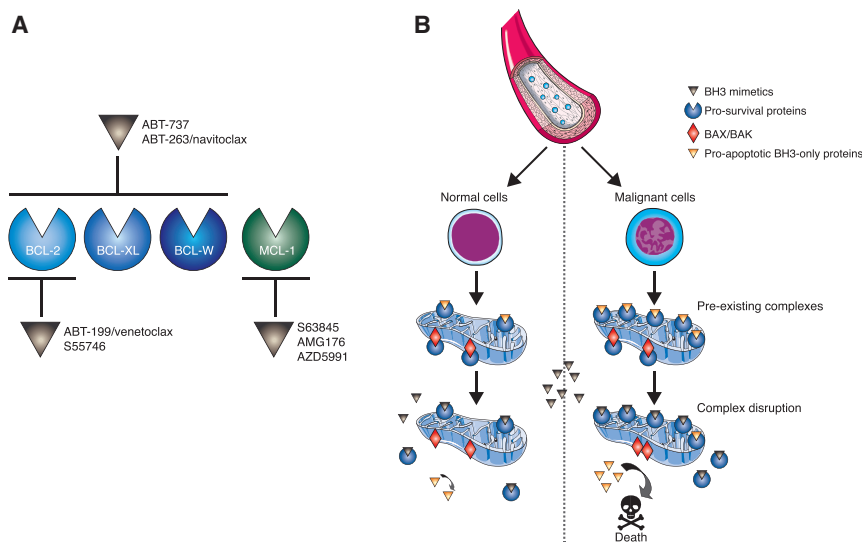 A
ABT-737
ABT-263/navitoclax
BCL-2
BCL-XL
BCL-W
MCL-1
ABT-199/venetoclax
S55746
S63845
AMG176
AZD5991
B
BH3 mimetics
Pro-survival proteins
BAX/BAK
Pro-apoptotic BH3-only proteins
Normal cells
Malignant cells
Pre-existing complexes
Complex disruption
Death